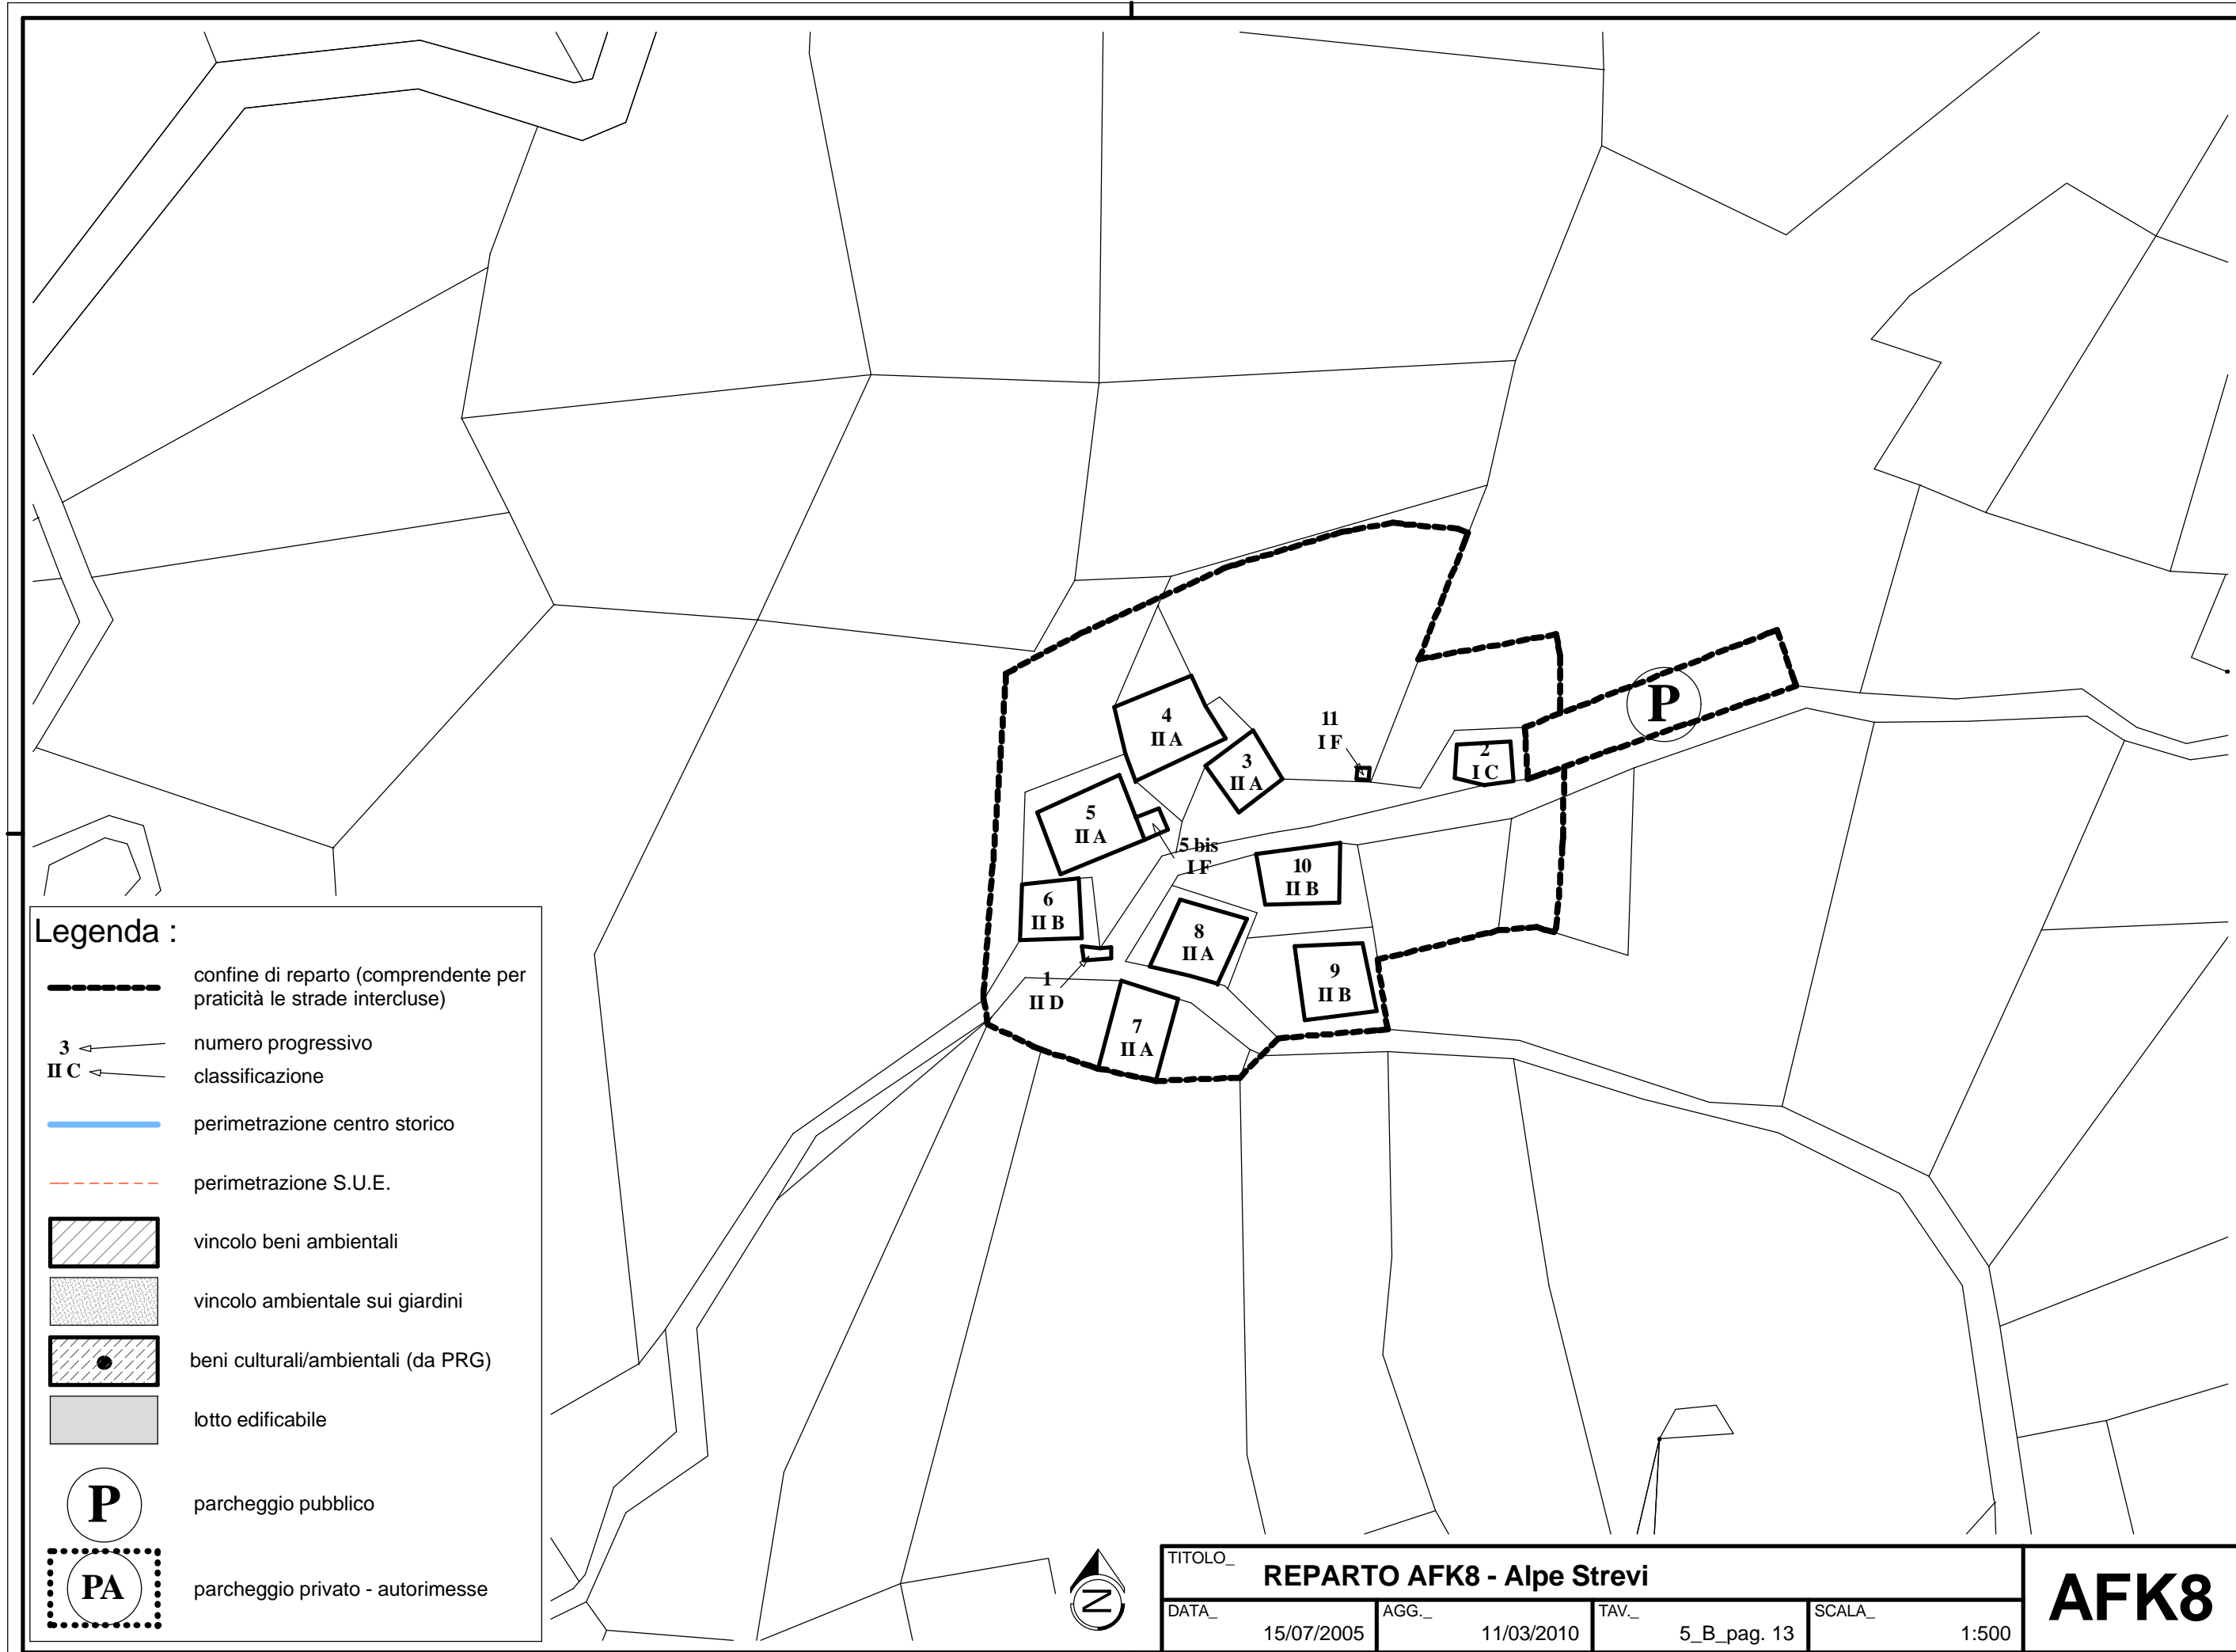 4
II A
11
I F
3
II A
2
I C
5
II A
5 bis
I F
10
II B
6
II B
8
II A
9
II B
1
II D
7
II A
P
Legenda :
confine di reparto (comprendente per
praticità le strade intercluse)
3
numero progressivo
II C
classificazione
perimetrazione centro storico
perimetrazione S.U.E.
vincolo beni ambientali
vincolo ambientale sui giardini
beni culturali/ambientali (da PRG)
lotto edificabile
P
parcheggio pubblico
PA
parcheggio privato - autorimesse
N
TITOLO_
REPARTO AFK8 - Alpe Strevi
DATA_
15/07/2005
AGG._
11/03/2010
TAV._
5_B_pag. 13
SCALA_
1:500
AFK8